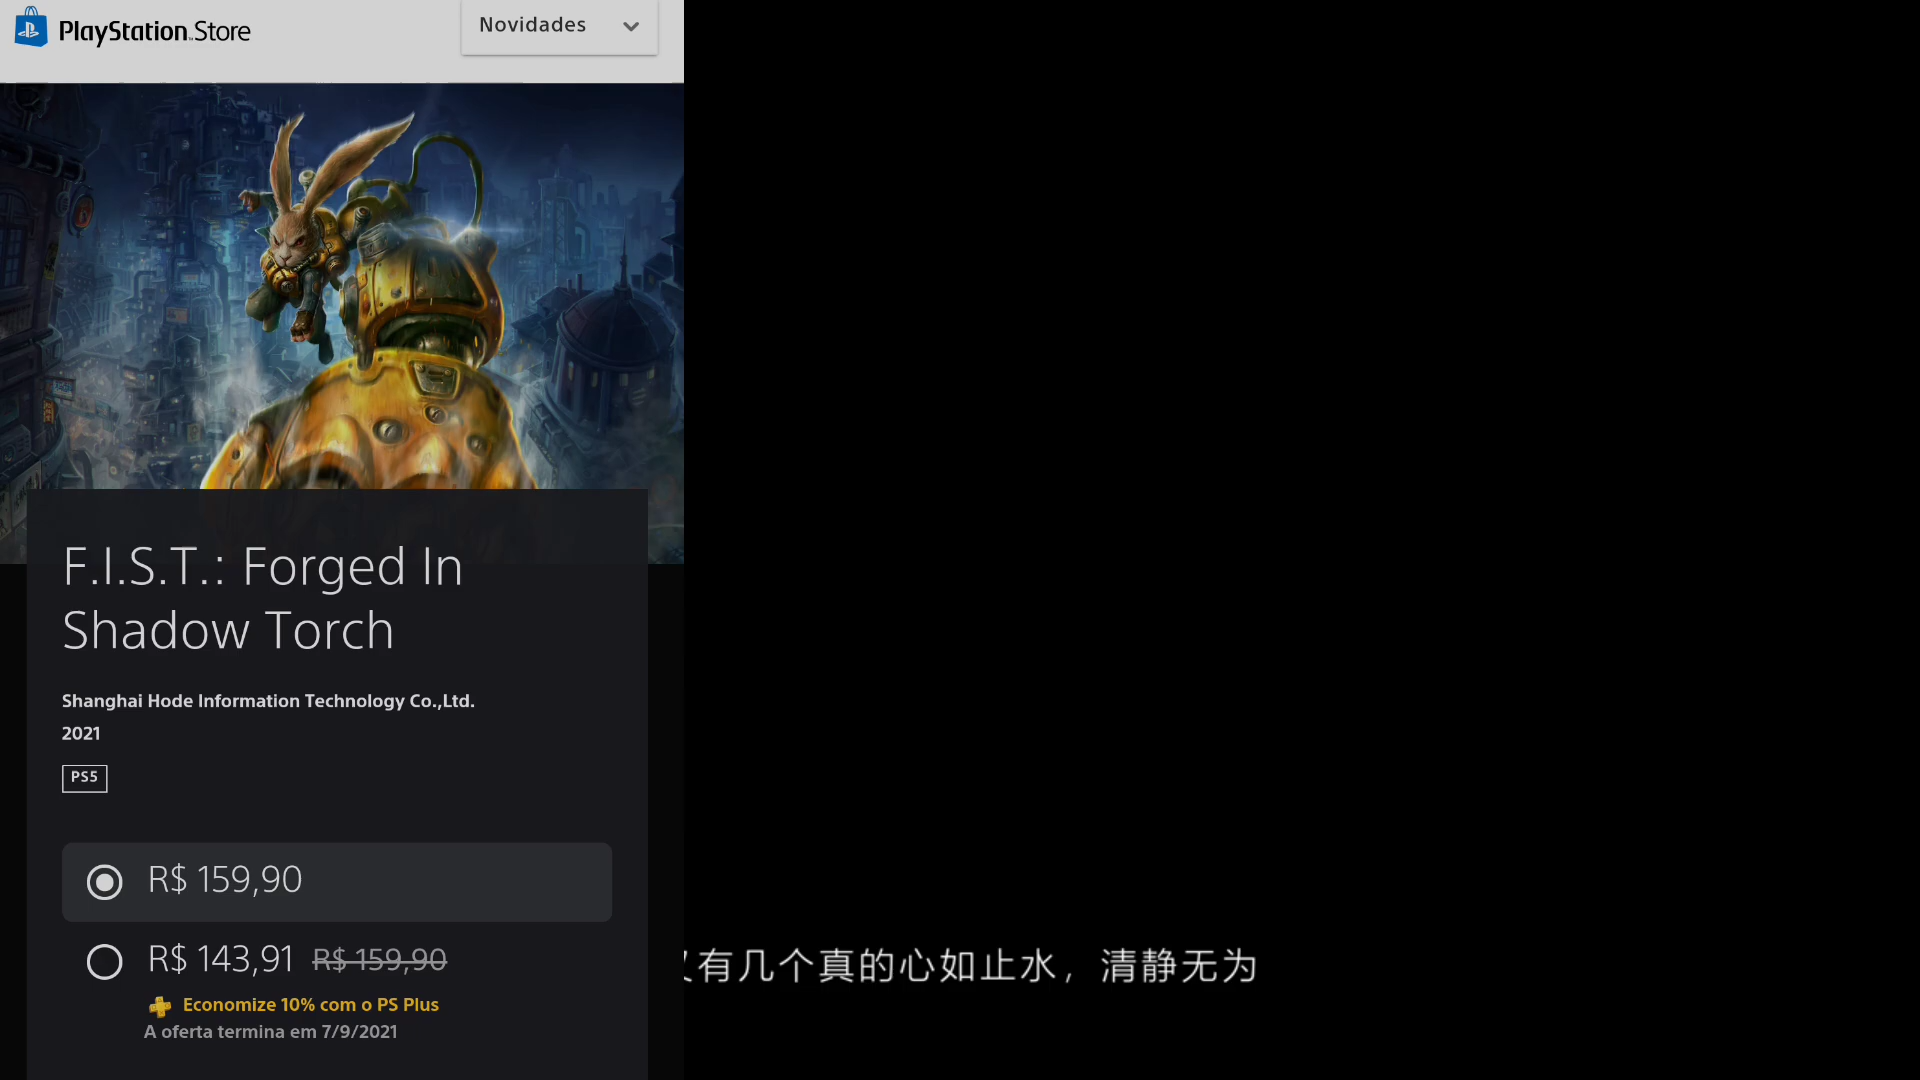 PlayStation Store
Novidades
F.I.S.T.: Forged In
Shadow Torch
Shanghai Hode Information Technology Co.,Ltd.
2021
PS5
R$ 159,90
R$ 143,91 R$ 159,90
Economize 10% com o PS Plus
A oferta termina em 7/9/2021
有几个真的心如止水，清静无为